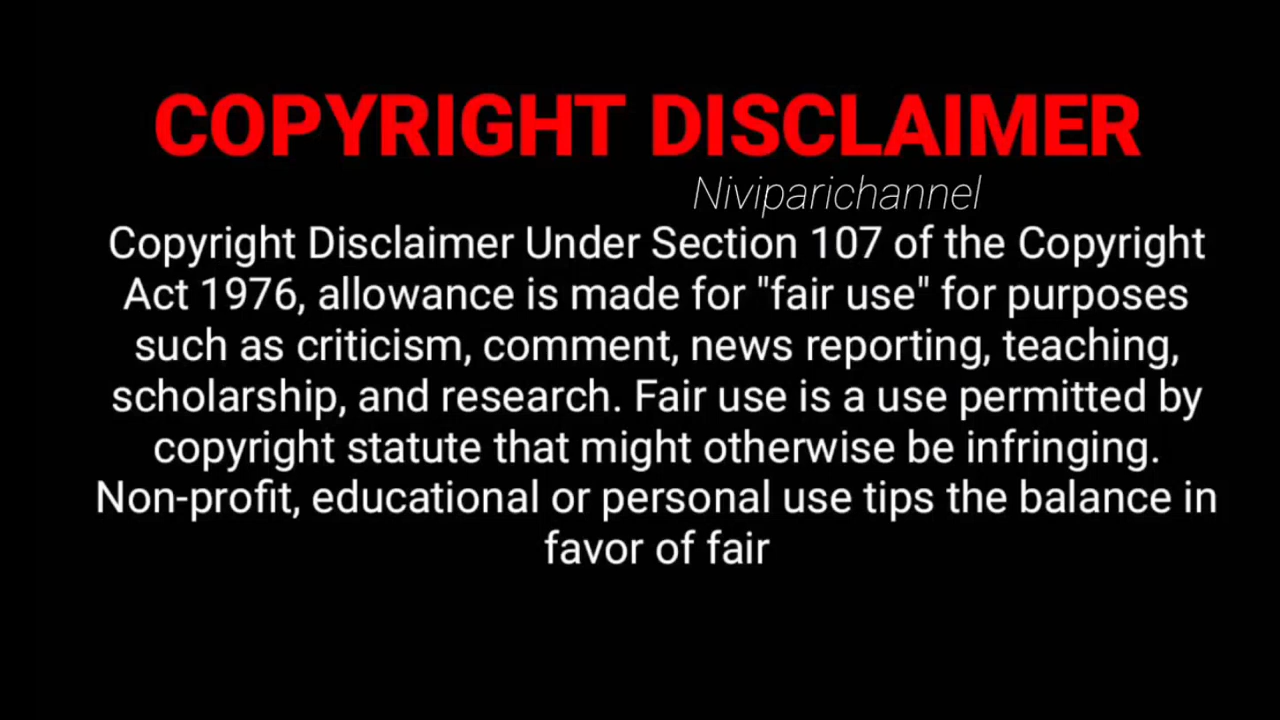 COPYRIGHT DISCLAIMER
Niviparichannel
Copyright Disclaimer Under Section 107 of the Copyright
Act 1976, allowance is made for "fair use" for purposes
such as criticism, comment, news reporting, teaching,
scholarship, and research. Fair use is a use permitted by
copyright statute that might otherwise be infringing.
Non-profit, educational or personal use tips the balance in
favor of fair